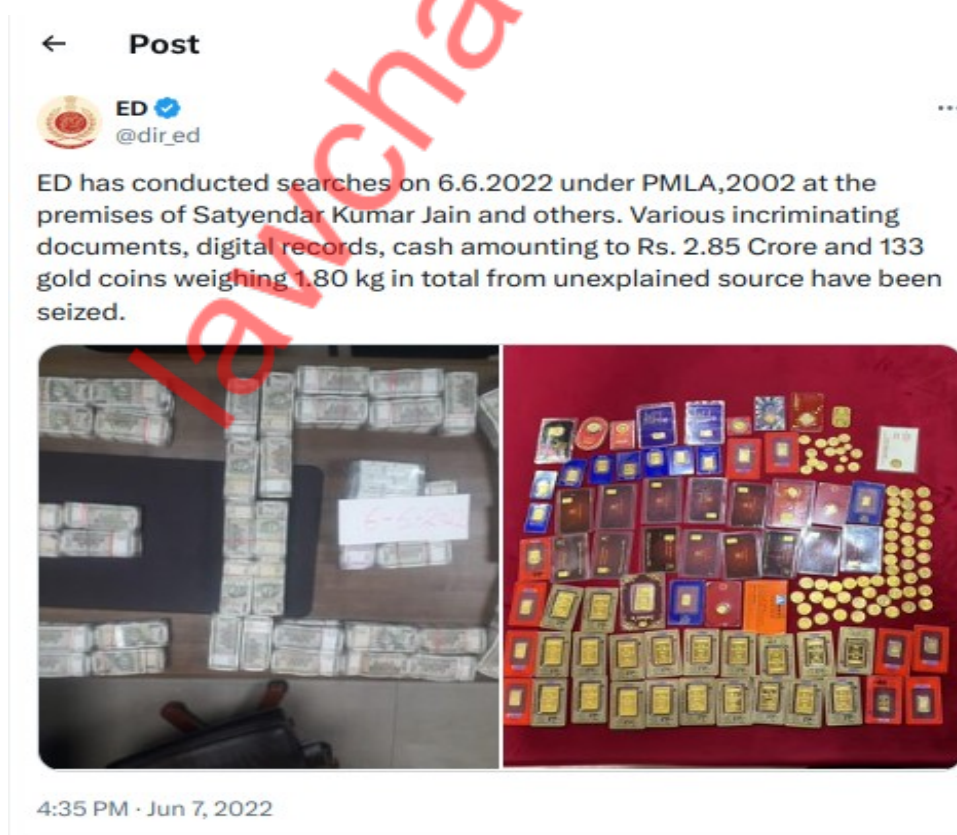 Post
ED
@dir_ed
ED has conducted searches on 6.6.2022 under PMLA,2002 at the
premises of Satyendar Kumar Jain and others. Various incriminating
documents, digital records, cash amounting to Rs. 2.85 Crore and 133
gold coins weighing 1.80 kg in total from unexplained source have been
seized.
4:35 PM · Jun 7, 2022
lawcha